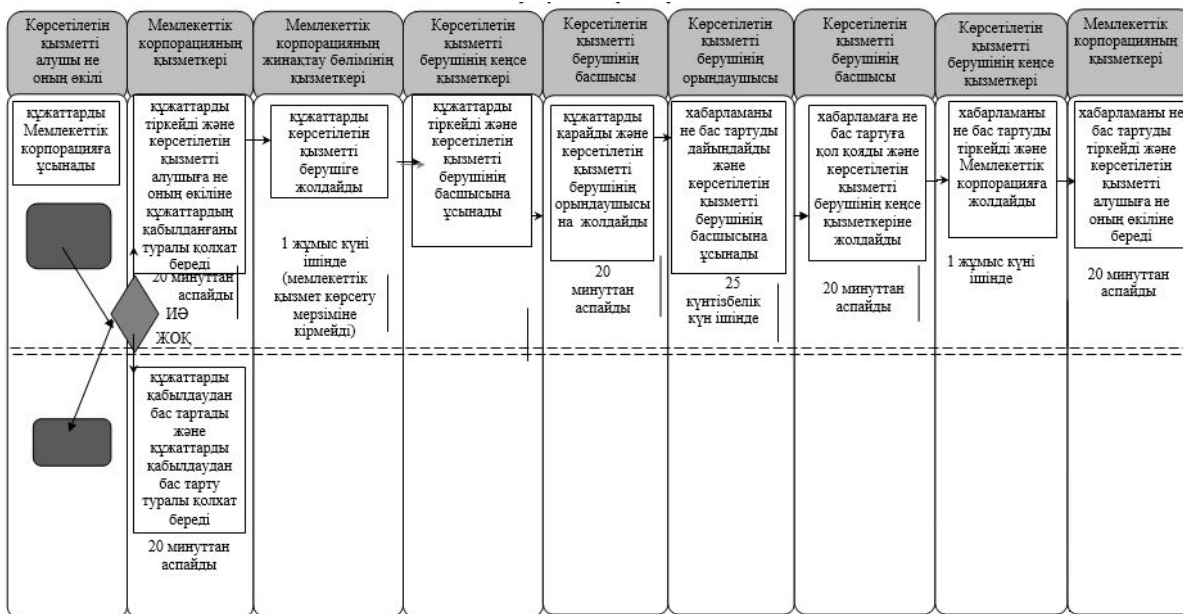 Көрсетілетін
қызметті
алушы не
оның өкілі
Мемлекеттік
корпорацияның
қызметкері
Мемлекеттік
корпорацияның
жинақтау бөлімінің
қызметкері
Көрсетілетін
қызметті
берушінің кеңсе
қызметкері
Көрсетілетін
қызметті
берушінің
басшысы
Көрсетілетін
қызметті
берушінің
орындаушысы
Көрсетілетін
қызметті
берушінің
басшысы
Көрсетілетін
қызметті
берушінің кеңсе
қызметкері
Мемлекеттік
корпорацияның
қызметкері
құжаттарды
Мемлекеттік
корпорацияға
ұсынады
құжаттарды
тіркейді және
көрсетілетін
қызметті
алушыға не
оның өкіліне
құжаттардың
қабылданғаны
туралы қолхат
береді
20 минуттан
аспайды
ИӘ
ЖОҚ
құжаттарды
қабылдаудан
бас тартады
және
құжаттарды
қабылдаудан
бас тарту
туралы қолхат
береді
20 минуттан
аспайды
құжаттарды
көрсетілетін
қызметті
берушіге
жолдайды
1 жұмыс күні
ішінде
(мемлекеттік
қызмет көрсету
мерзіміне
кірмейді)
құжаттарды
тіркейді және
көрсетілетін
қызметті
берушінің
басшысына
ұсынады
құжаттарды
қарайды және
көрсетілетін
қызметті
берушінің
орындаушысы
на жолдайды
20
минуттан
аспайды
хабарламаны
не бас тартуды
дайындайды
және
көрсетілетін
қызметті
берушінің
басшысына
ұсынады
25
күнтізбелік
күн ішінде
хабарламаға не
бас тартуға
қол қояды және
көрсетілетін
қызметті
берушінің кеңсе
қызметкеріне
жолдайды
20 минуттан
аспайды
хабарламаны
не бас тартуды
тіркейді және
Мемлекеттік
корпорацияға
жолдайды
1 жұмыс күні
ішінде
хабарламаны не
бас тартуды
тіркейді және
көрсетілетін
қызметті
алушыға не
оның өкіліне
береді
20 минуттан
аспайды